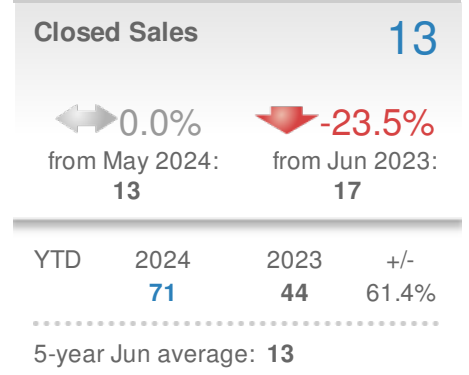 Closed Sales 13
0.0% -23.5%
from May 2024: from Jun 2023:
13 17
YTD 2024 2023 +/-
71 44 61.4%
5-year Jun average: 13